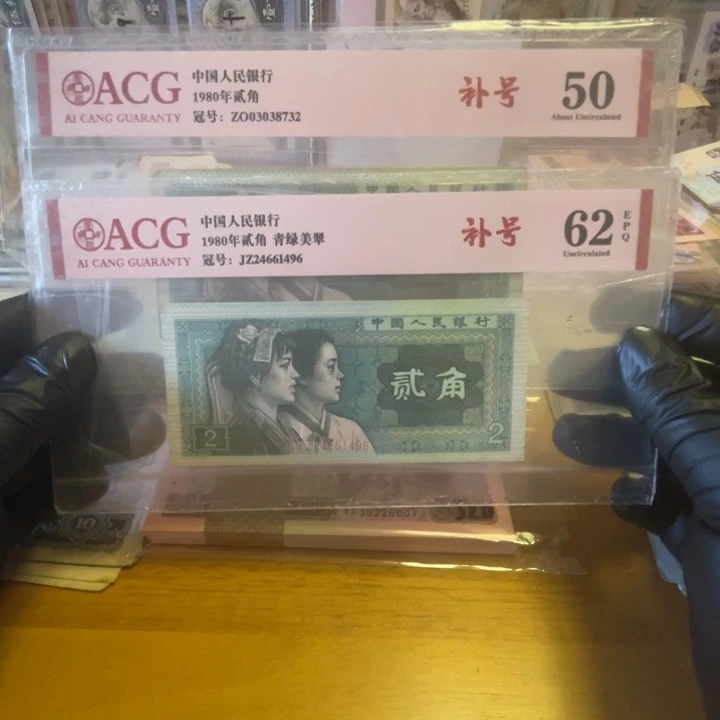 ACG
AI CANG GUARANTY
中国人民银行
1980年贰角
冠号：ZO03038732
补号
50
About Uncirculated
ACG
AI CANG GUARANTY
中国人民银行
1980年贰角 青绿美翠
冠号：JZ24661496
补号
62
EPQ
Uncirculated
中国人民银行
贰角
2
JZ24661496
2
YF38226601
10